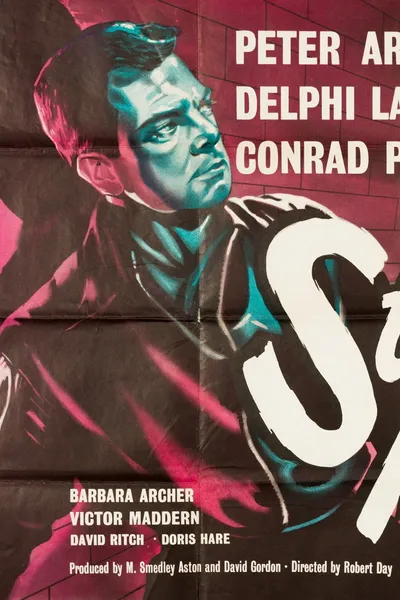 PETER AR
DELPHI LA
CONRAD P
S
BARBARA ARCHER
VICTOR MADDERN
DAVID RITCH · DORIS HARE
Produced by M. Smedley Aston and David Gordon · Directed by Robert Day